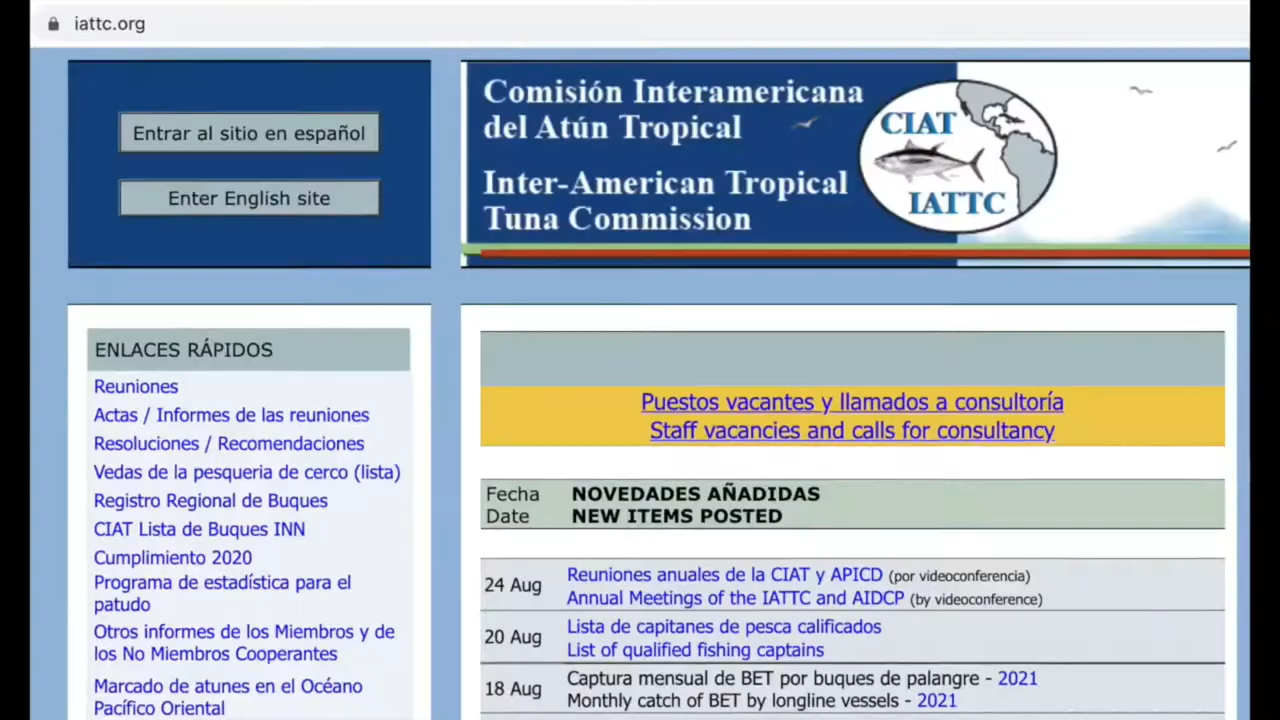 iattc.org
Entrar al sitio en español
Enter English site
Comisión Interamericana
del Atún Tropical
Inter-American Tropical
Tuna Commission
CIAT
IATTC
ENLACES RÁPIDOS
Reuniones
Actas / Informes de las reuniones
Resoluciones / Recomendaciones
Vedas de la pesqueria de cerco (lista)
Registro Regional de Buques
CIAT Lista de Buques INN
Cumplimiento 2020
Programa de estadística para el
patudo
Otros informes de los Miembros y de
los No Miembros Cooperantes
Marcado de atunes en el Océano
Pacífico Oriental
Puestos vacantes y llamados a consultoría
Staff vacancies and calls for consultancy
Fecha NOVEDADES AÑADIDAS
Date NEW ITEMS POSTED
24 Aug
Reuniones anuales de la CIAT y APICD (por videoconferencia)
Annual Meetings of the IATTC and AIDCP (by videoconference)
20 Aug
Lista de capitanes de pesca calificados
List of qualified fishing captains
18 Aug
Captura mensual de BET por buques de palangre - 2021
Monthly catch of BET by longline vessels - 2021